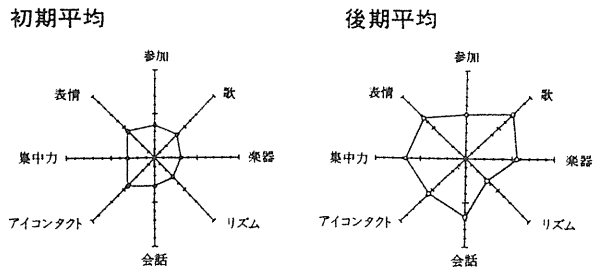 初期平均
参加
歌
楽器
リズム
会話
アイコンタクト
集中力
表情
後期平均
参加
歌
楽器
リズム
会話
アイコンタクト
集中力
表情